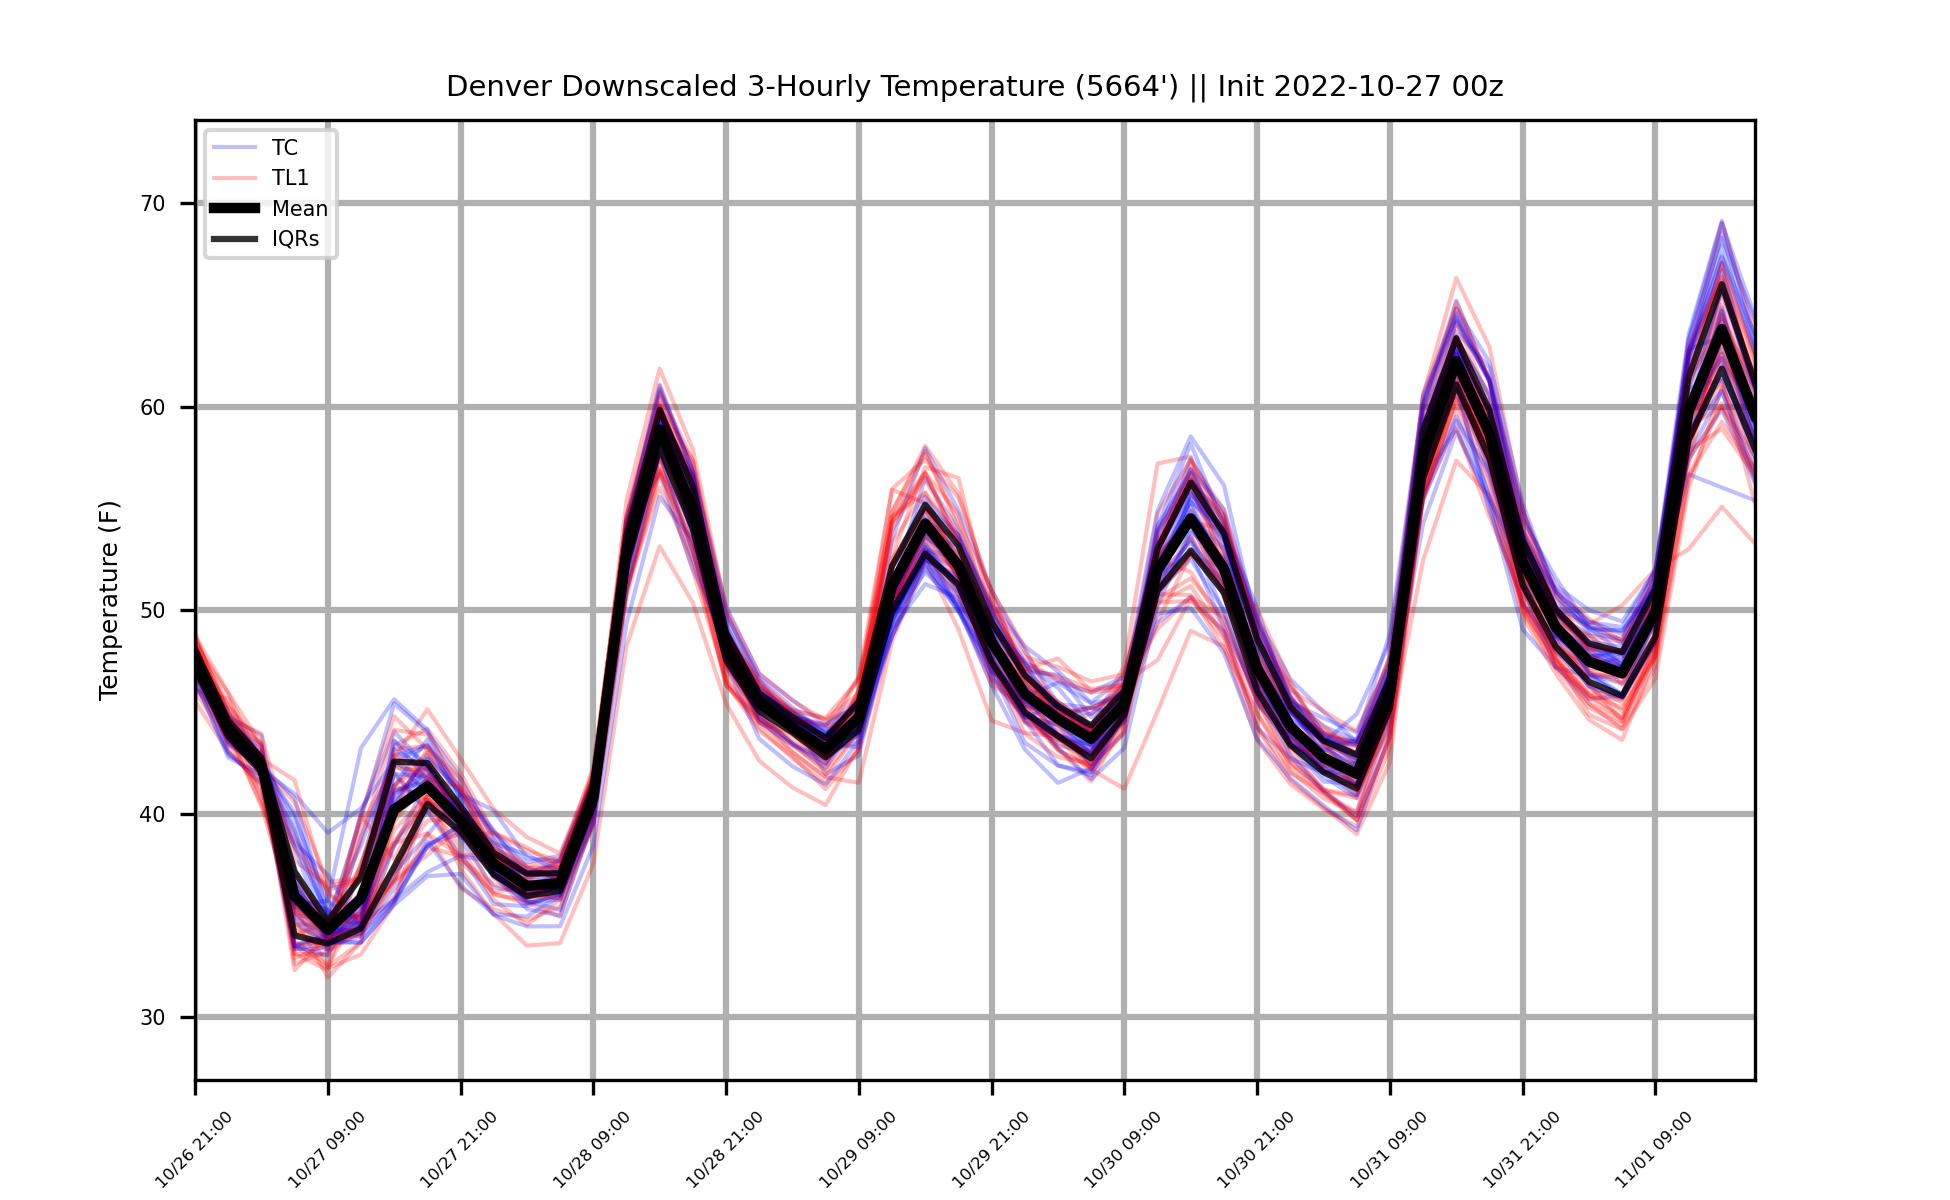 Denver Downscaled 3-Hourly Temperature (5664') || Init 2022-10-27 00z
TC
TL1
Mean
IQRs
Temperature (F)
70
60
50
40
30
10/26 21:00
10/27 09:00
10/27 21:00
10/28 09:00
10/28 21:00
10/29 09:00
10/29 21:00
10/30 09:00
10/30 21:00
10/31 09:00
10/31 21:00
11/01 09:00